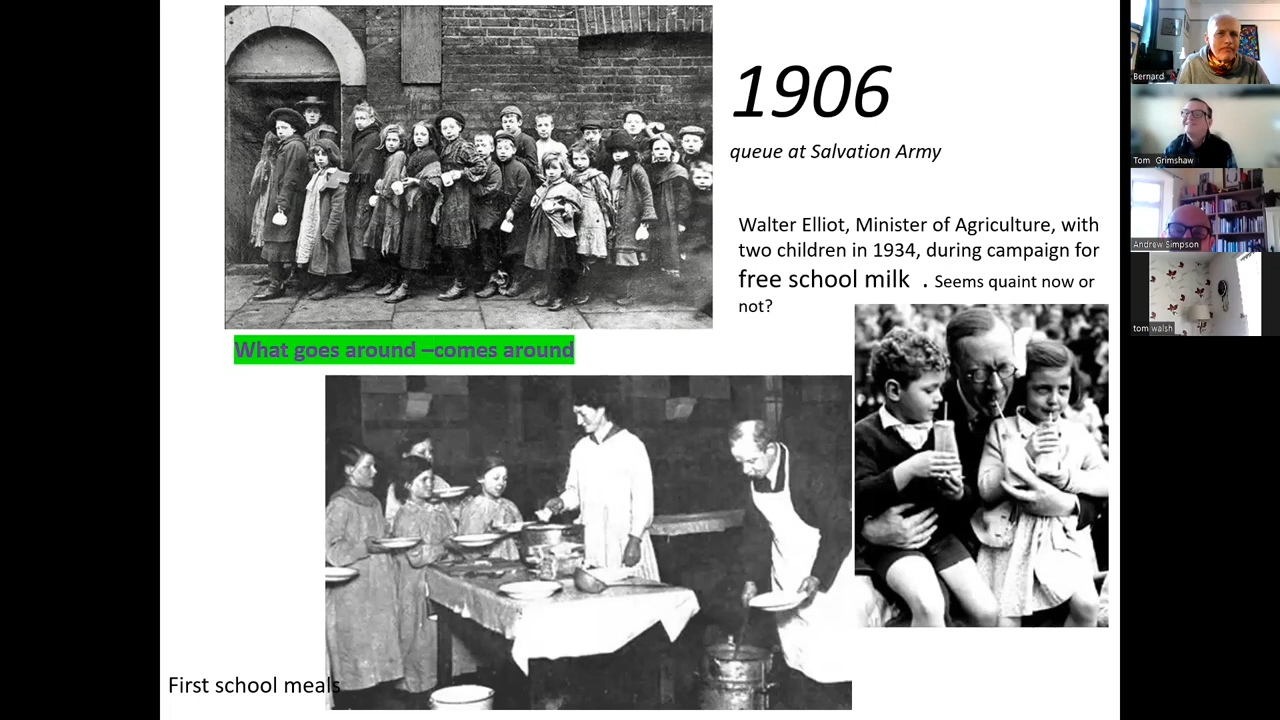 1906
queue at Salvation Army
Walter Elliot, Minister of Agriculture, with
two children in 1934, during campaign for
free school milk . Seems quaint now or
not?
What goes around –comes around
First school meals
Bernard
Tom Grimshaw
Andrew Simpson
tom walsh